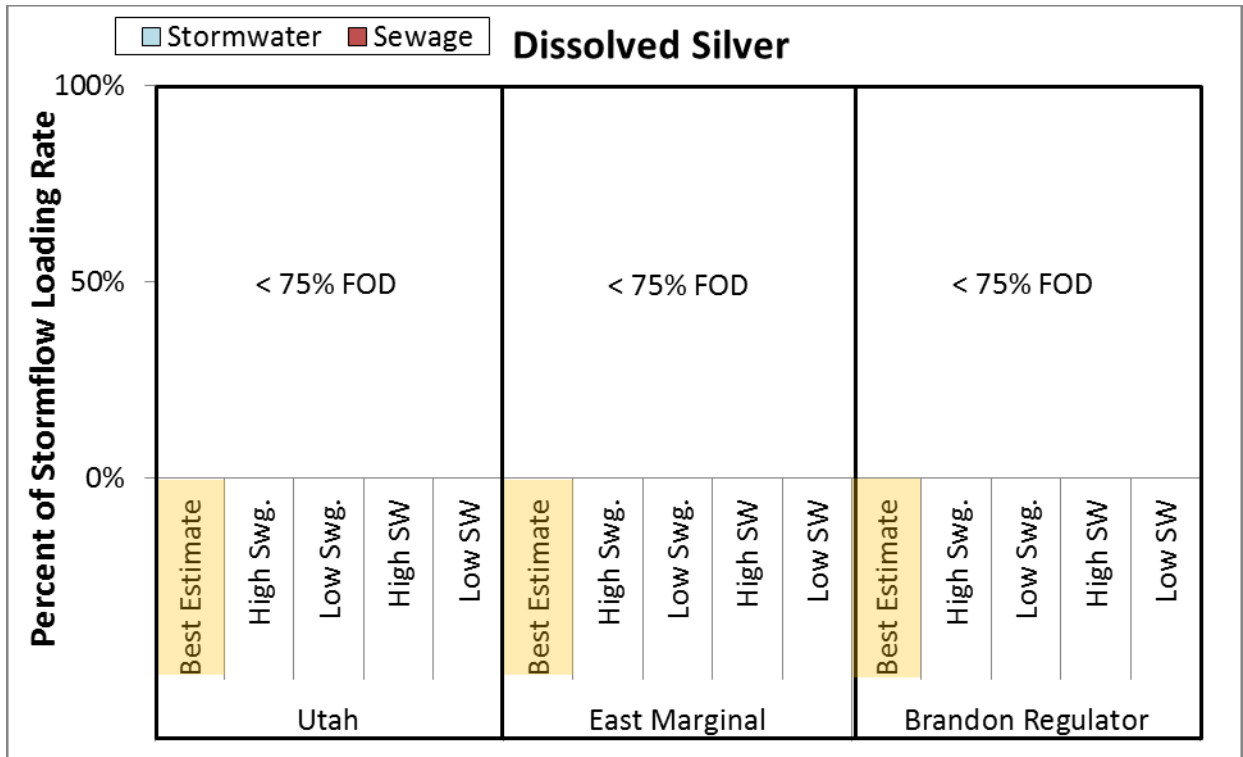 Stormwater Sewage
Dissolved Silver
Percent of Stormflow Loading Rate
100%
50%
0%
< 75% FOD
< 75% FOD
< 75% FOD
Best Estimate
High Swg.
Low Swg.
High SW
Low SW
Best Estimate
High Swg.
Low Swg.
High SW
Low SW
Best Estimate
High Swg.
Low Swg.
High SW
Low SW
Utah
East Marginal
Brandon Regulator